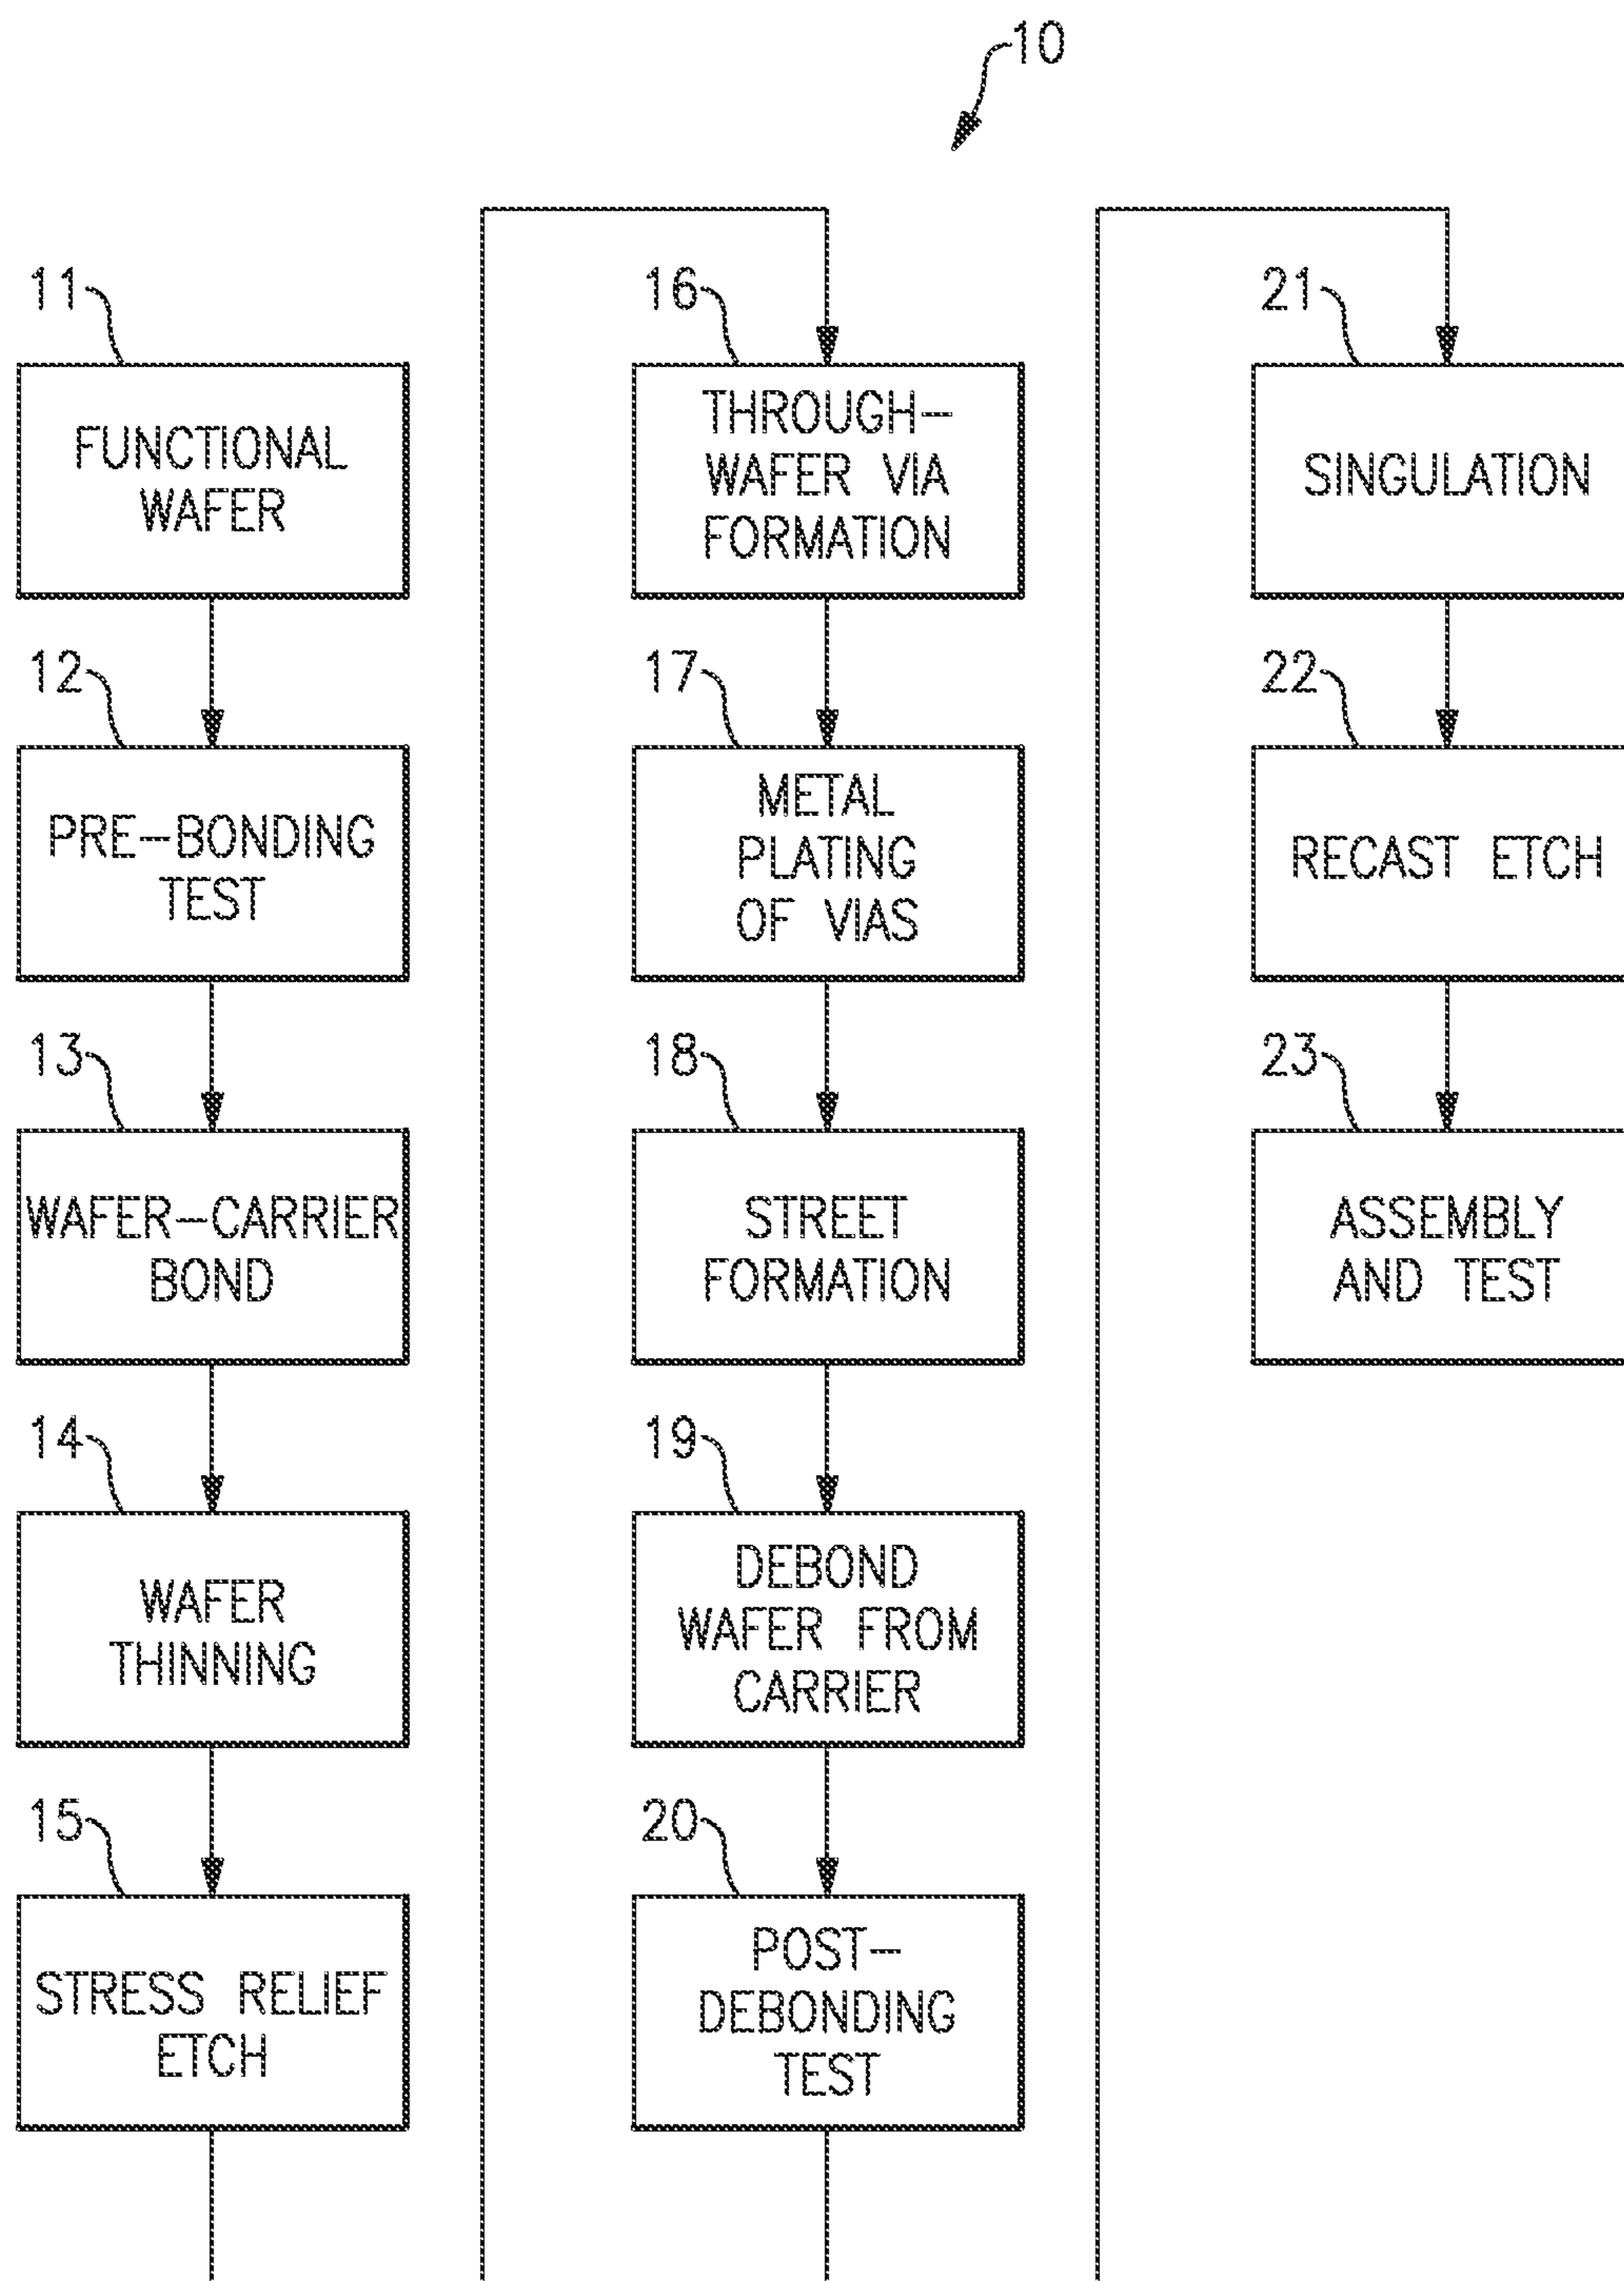 10
11
FUNCTIONAL
WAFER
12
PRE-BONDING
TEST
13
WAFER-CARRIER
BOND
14
WAFER
THINNING
15
STRESS RELIEF
ETCH
16
THROUGH-
WAFER VIA
FORMATION
17
METAL
PLATING
OF VIAS
18
STREET
FORMATION
19
DEBOND
WAFER FROM
CARRIER
20
POST-
DEBONDING
TEST
21
SINGULATION
22
RECAST ETCH
23
ASSEMBLY
AND TEST